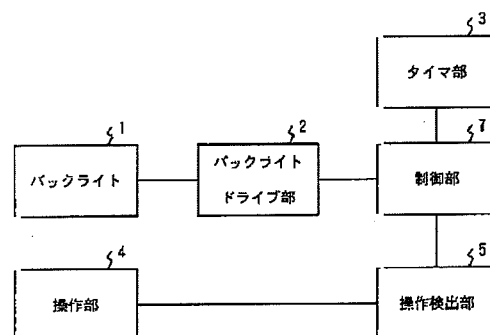 3
タイマ部
1
2
7
バックライト
バックライト
ドライブ部
制御部
4
5
操作部
操作検出部